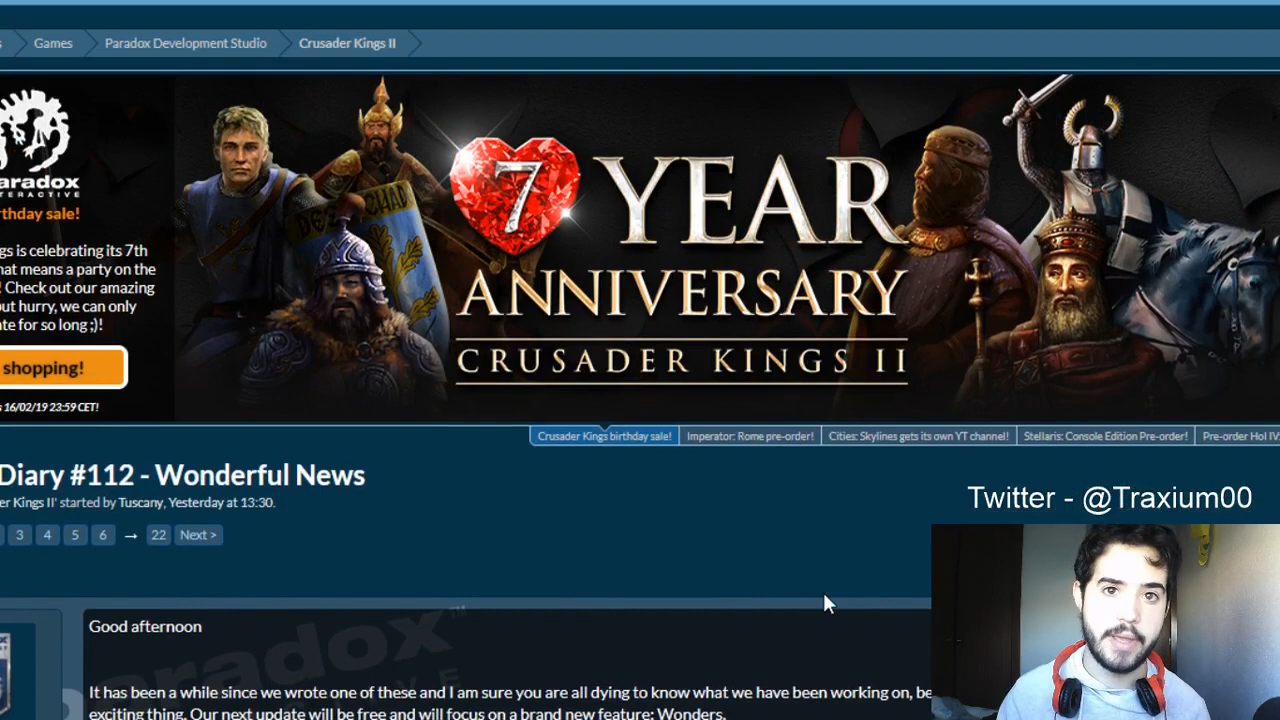 Games
Paradox Development Studio
Crusader Kings II
7 YEAR
ANNIVERSARY
CRUSADER KINGS II
aradox
TERACTIVE
rthday sale!
gs is celebrating its 7th
hat means a party on the
! Check out our amazing
out hurry, we can only
ate for so long ;)!
shopping!
16/02/19 23:59 CET!
Crusader Kings birthday sale!
Imperator: Rome pre-order!
Cities: Skylines gets its own YT channel!
Stellaris: Console Edition Pre-order!
Pre-order HoI IV:
Diary #112 - Wonderful News
er Kings II' started by Tuscany, Yesterday at 13:30.
3 4 5 6 → 22 Next >
Twitter - @Traxium00
Good afternoon
It has been a while since we wrote one of these and I am sure you are all dying to know what we have been working on, be
exciting thing. Our next update will be free and will focus on a brand new feature: Wonders.